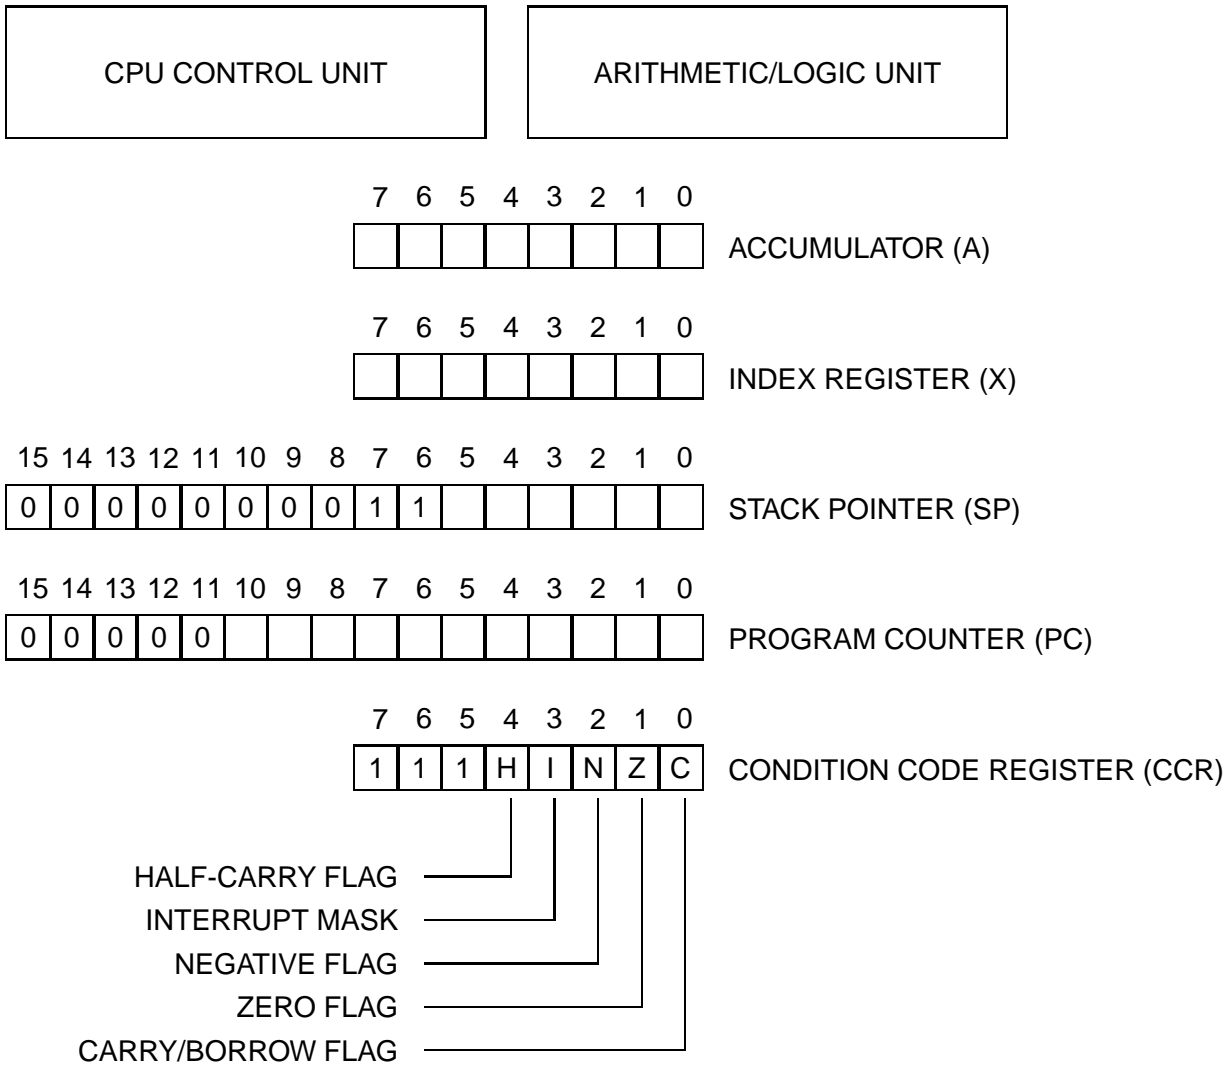 CPU CONTROL UNIT
ARITHMETIC/LOGIC UNIT
7 6 5 4 3 2 1 0
ACCUMULATOR (A)
7 6 5 4 3 2 1 0
INDEX REGISTER (X)
15 14 13 12 11 10 9 8 7 6 5 4 3 2 1 0
0 0 0 0 0 0 0 0 1 1 STACK POINTER (SP)
15 14 13 12 11 10 9 8 7 6 5 4 3 2 1 0
0 0 0 0 0 PROGRAM COUNTER (PC)
7 6 5 4 3 2 1 0
1 1 1 H I N Z C CONDITION CODE REGISTER (CCR)
HALF-CARRY FLAG
INTERRUPT MASK
NEGATIVE FLAG
ZERO FLAG
CARRY/BORROW FLAG